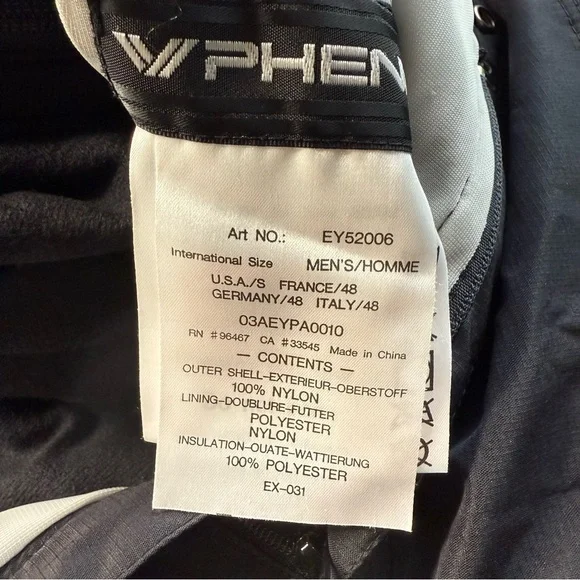 PHEN
Art NO.: EY52006
International Size MEN'S/HOMME
U.S.A./S FRANCE/48
GERMANY/48 ITALY/48
03AEYPA0010
RN #96467 CA #33545 Made in China
— CONTENTS —
OUTER SHELL-EXTERIEUR-OBERSTOFF
100% NYLON
LINING-DOUBLURE-FUTTER
POLYESTER
NYLON
INSULATION-OUATE-WATTIERUNG
100% POLYESTER
EX-031